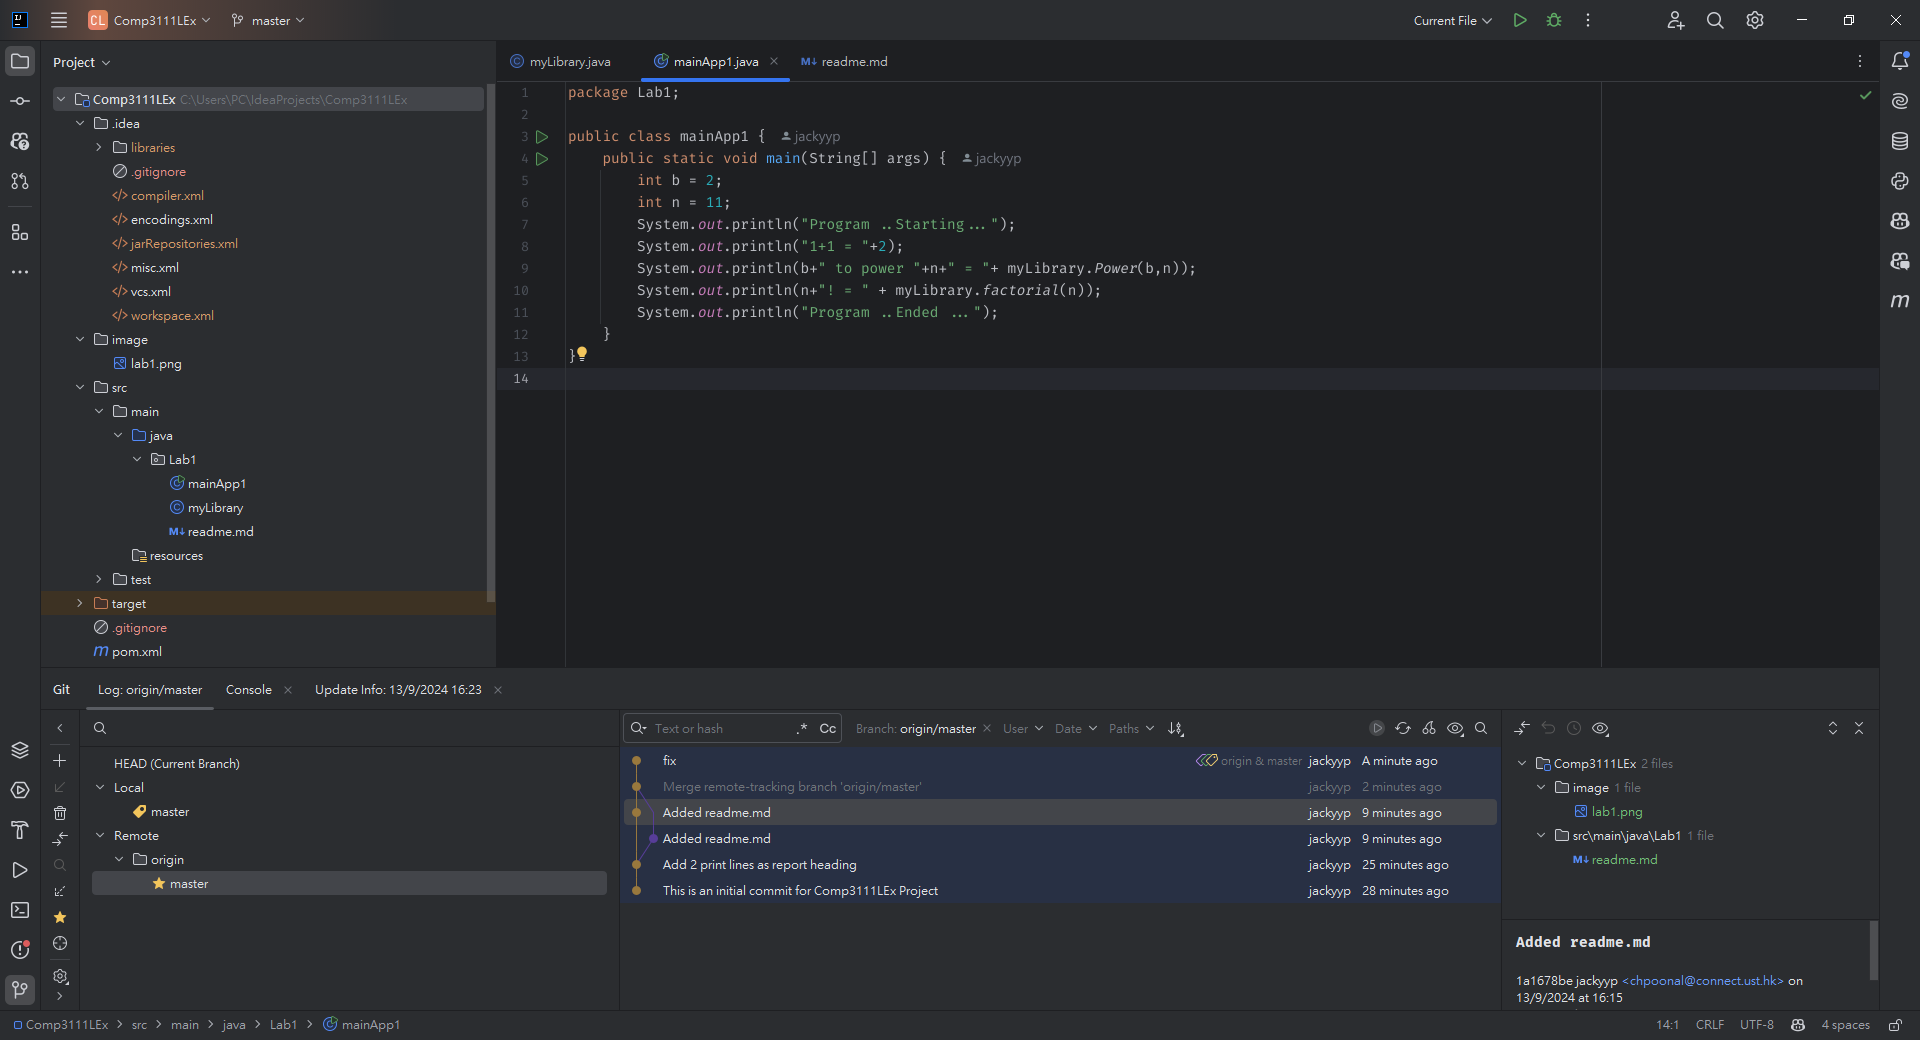 CL Comp3111LEx master Current File
Project
myLibrary.java mainApp1.java readme.md
Comp3111LEx C:\Users\PC\IdeaProjects\Comp3111LEx
.idea
libraries
.gitignore
compiler.xml
encodings.xml
jarRepositories.xml
misc.xml
vcs.xml
workspace.xml
image
lab1.png
src
main
java
Lab1
mainApp1
myLibrary
readme.md
resources
test
target
.gitignore
pom.xml
1 package Lab1;
2
3 public class mainApp1 { jackyyp
4 public static void main(String[] args) { jackyyp
5 int b = 2;
6 int n = 11;
7 System.out.println("Program ..Starting...");
8 System.out.println("1+1 = "+2);
9 System.out.println(b+" to power "+n+" = "+ myLibrary.Power(b,n));
10 System.out.println(n+"! = " + myLibrary.factorial(n));
11 System.out.println("Program ..Ended ...");
12 }
13 }
14
Git Log: origin/master Console Update Info: 13/9/2024 16:23
HEAD (Current Branch)
Local
master
Remote
origin
master
Text or hash .* Cc Branch: origin/master User Date Paths
fix origin & master jackyyp A minute ago
Merge remote-tracking branch 'origin/master' jackyyp 2 minutes ago
Added readme.md jackyyp 9 minutes ago
Added readme.md jackyyp 9 minutes ago
Add 2 print lines as report heading jackyyp 25 minutes ago
This is an initial commit for Comp3111LEx Project jackyyp 28 minutes ago
Comp3111LEx 2 files
image 1 file
lab1.png
src\main\java\Lab1 1 file
readme.md
Added readme.md
1a1678be jackyyp <chpoonal@connect.ust.hk> on
13/9/2024 at 16:15
Comp3111LEx > src > main > java > Lab1 > mainApp1 14:1 CRLF UTF-8 4 spaces